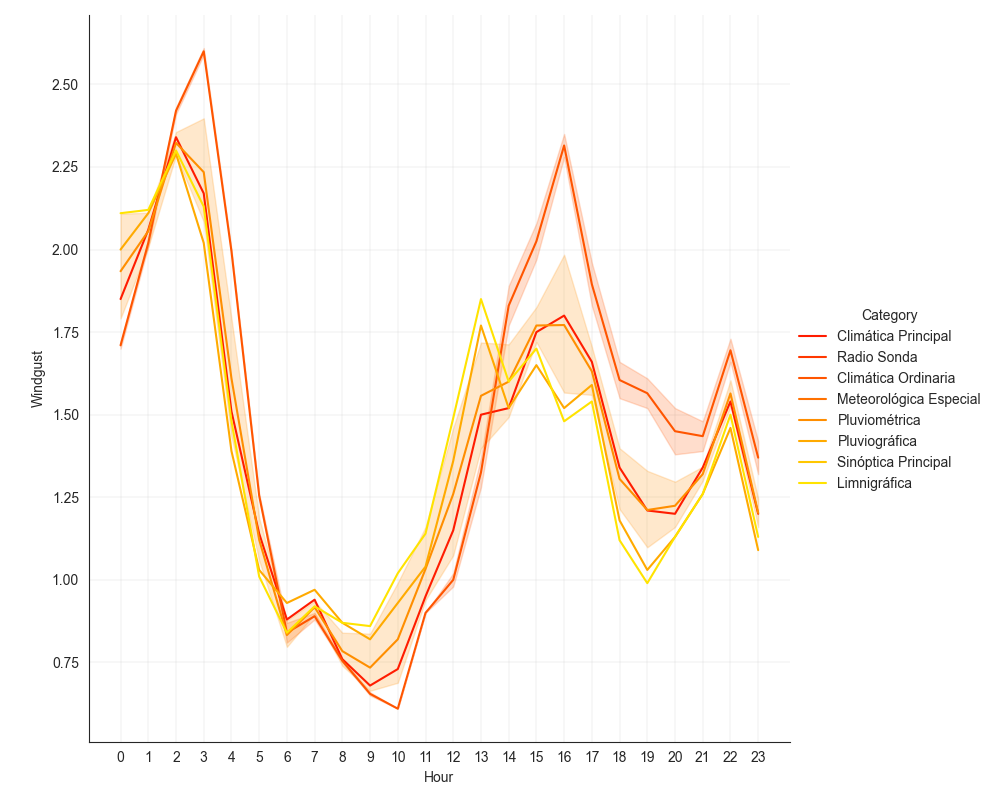 2.50
2.25
2.00
1.75
1.50
1.25
1.00
0.75
Windgust
0 1 2 3 4 5 6 7 8 9 10 11 12 13 14 15 16 17 18 19 20 21 22 23
Hour
Category
Climática Principal
Radio Sonda
Climática Ordinaria
Meteorológica Especial
Pluviométrica
Pluviográfica
Sinóptica Principal
Limnigráfica